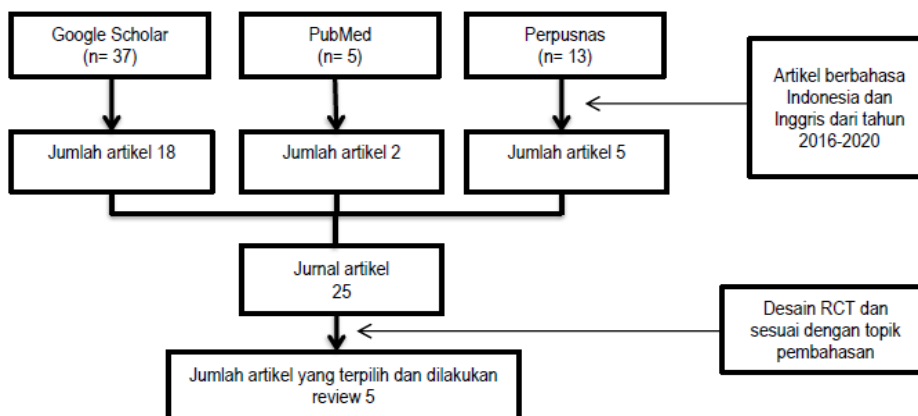 Google Scholar
(n= 37)
PubMed
(n= 5)
Perpusnas
(n= 13)
Artikel berbahasa
Indonesia dan
Inggris dari tahun
2016-2020
Jumlah artikel 18
Jumlah artikel 2
Jumlah artikel 5
Jurnal artikel
25
Desain RCT dan
sesuai dengan topik
pembahasan
Jumlah artikel yang terpilih dan dilakukan
review 5